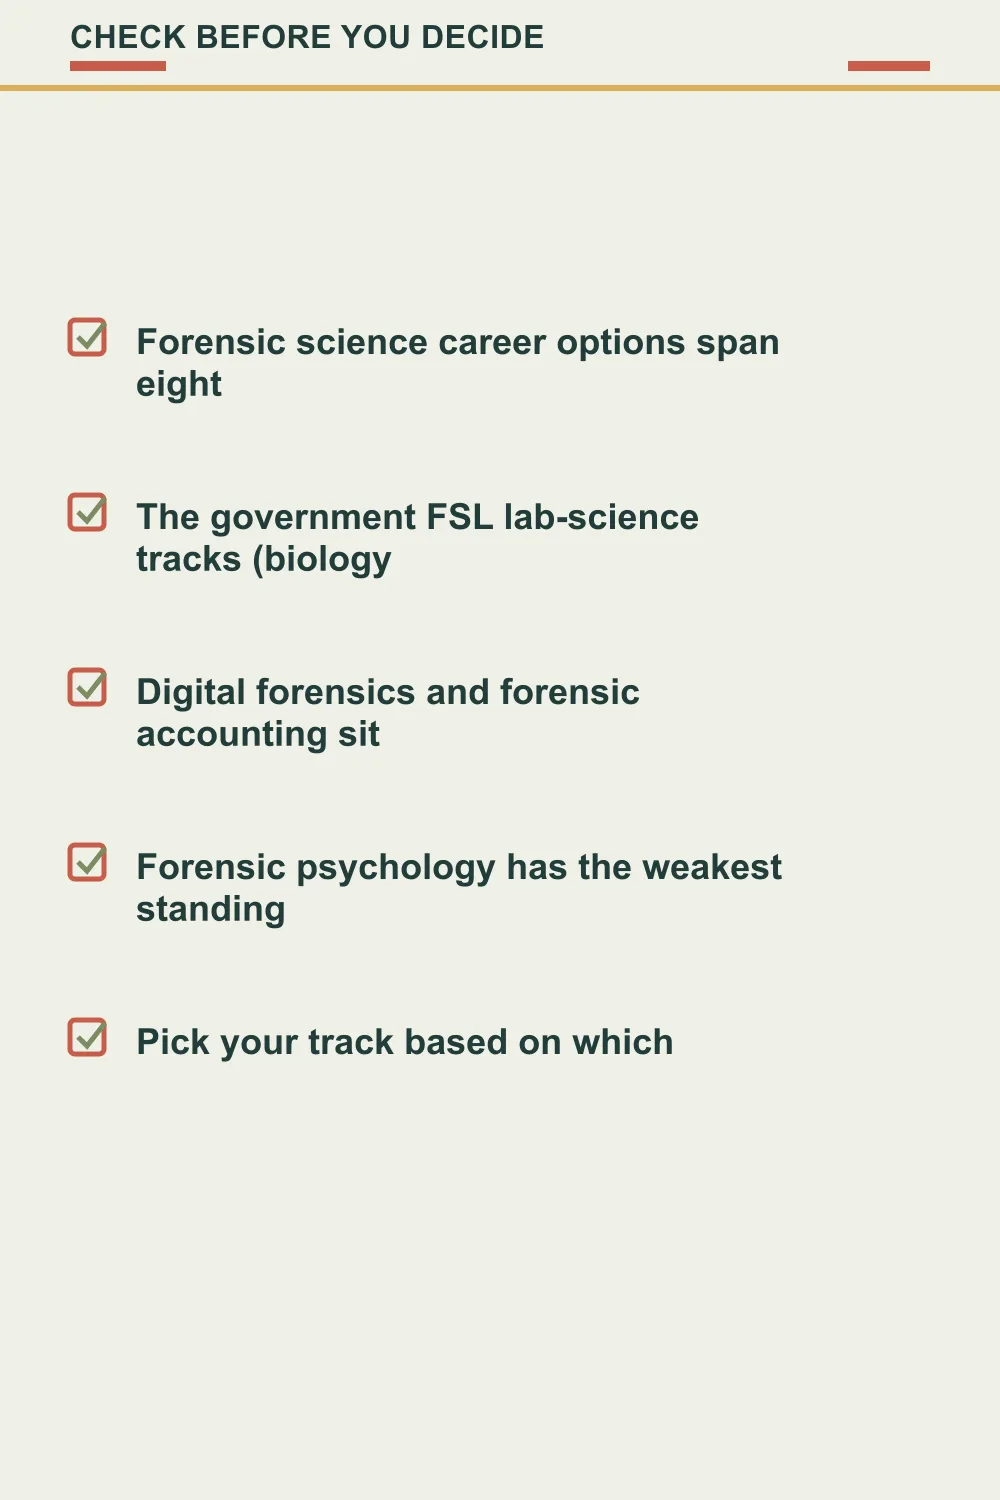 CHECK BEFORE YOU DECIDE
Forensic science career options span
eight
The government FSL lab-science
tracks (biology
Digital forensics and forensic
accounting sit
Forensic psychology has the weakest
standing
Pick your track based on which